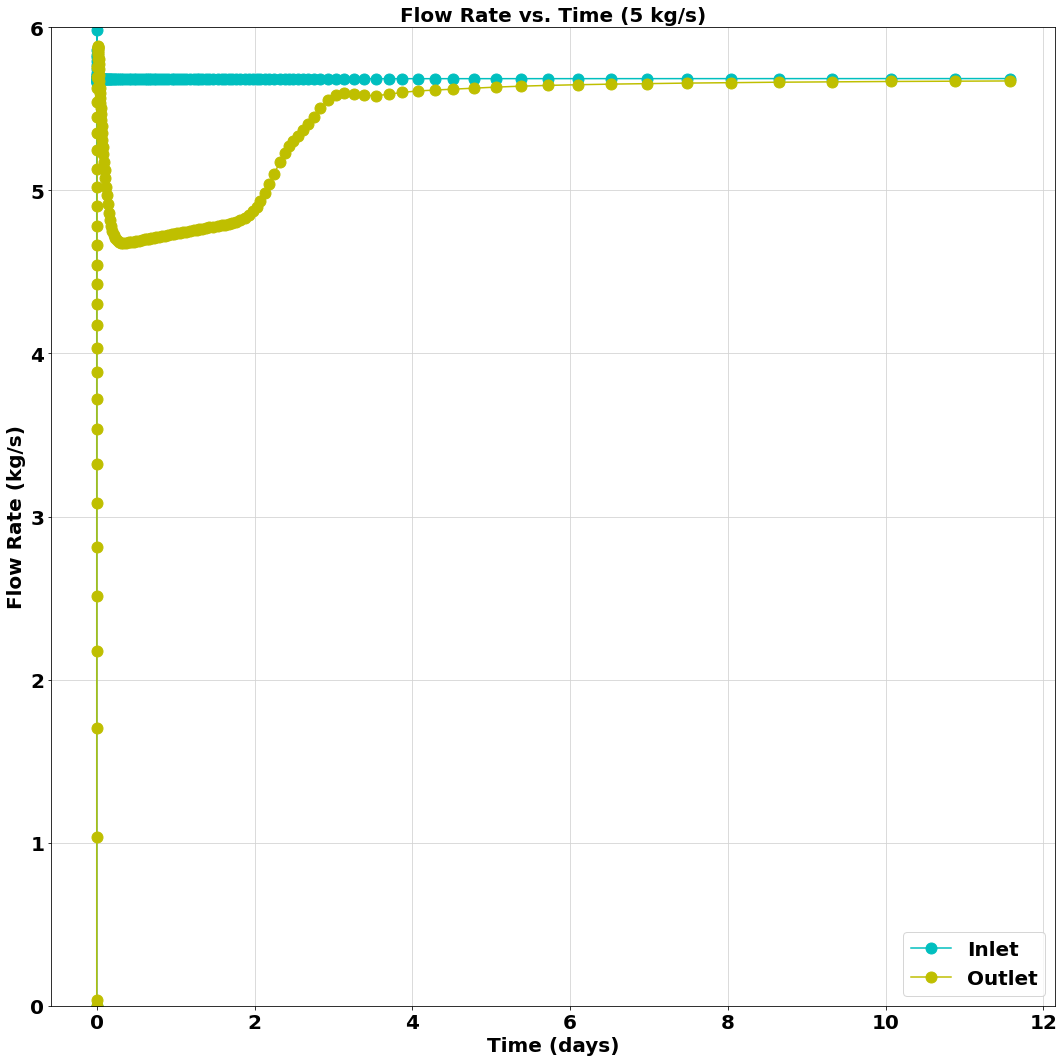 Flow Rate vs. Time (5 kg/s)
6
5
4
3
2
1
0
Flow Rate (kg/s)
0 2 4 6 8 10 12
Time (days)
Inlet
Outlet